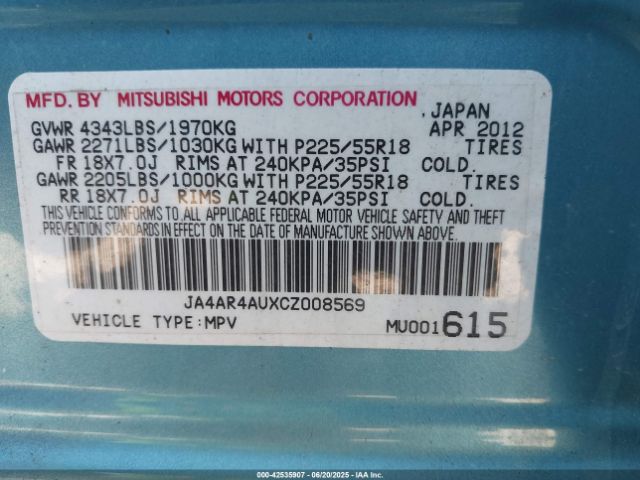 MFD. BY MITSUBISHI MOTORS CORPORATION , JAPAN
GVWR 4343LBS/1970KG APR 2012
GAWR 2271LBS/1030KG WITH P225/55R18 TIRES
FR 18X7.0J RIMS AT 240KPA/35PSI COLD.
GAWR 2205LBS/1000KG WITH P225/55R18 TIRES
RR 18X7.0J RIMS AT 240KPA/35PSI COLD.
THIS VEHICLE CONFORMS TO ALL APPLICABLE FEDERAL MOTOR VEHICLE SAFETY AND THEFT
PREVENTION STANDARDS IN EFFECT ON THE DATE OF MANUFACTURE SHOWN ABOVE.
JA4AR4AUXCZ008569
VEHICLE TYPE:MPV MU001615
000-42535907 - 06/20/2025 - IAA Inc.